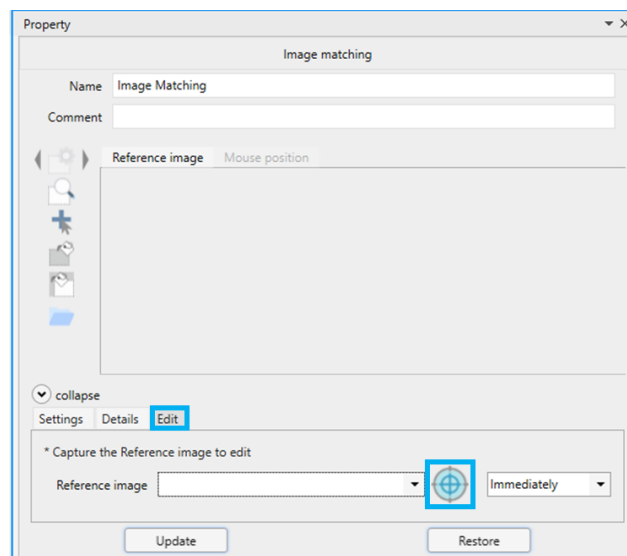 Property
Image matching
Name Image Matching
Comment
Reference image Mouse position
collapse
Settings Details Edit
* Capture the Reference image to edit
Reference image Immediately
Update Restore